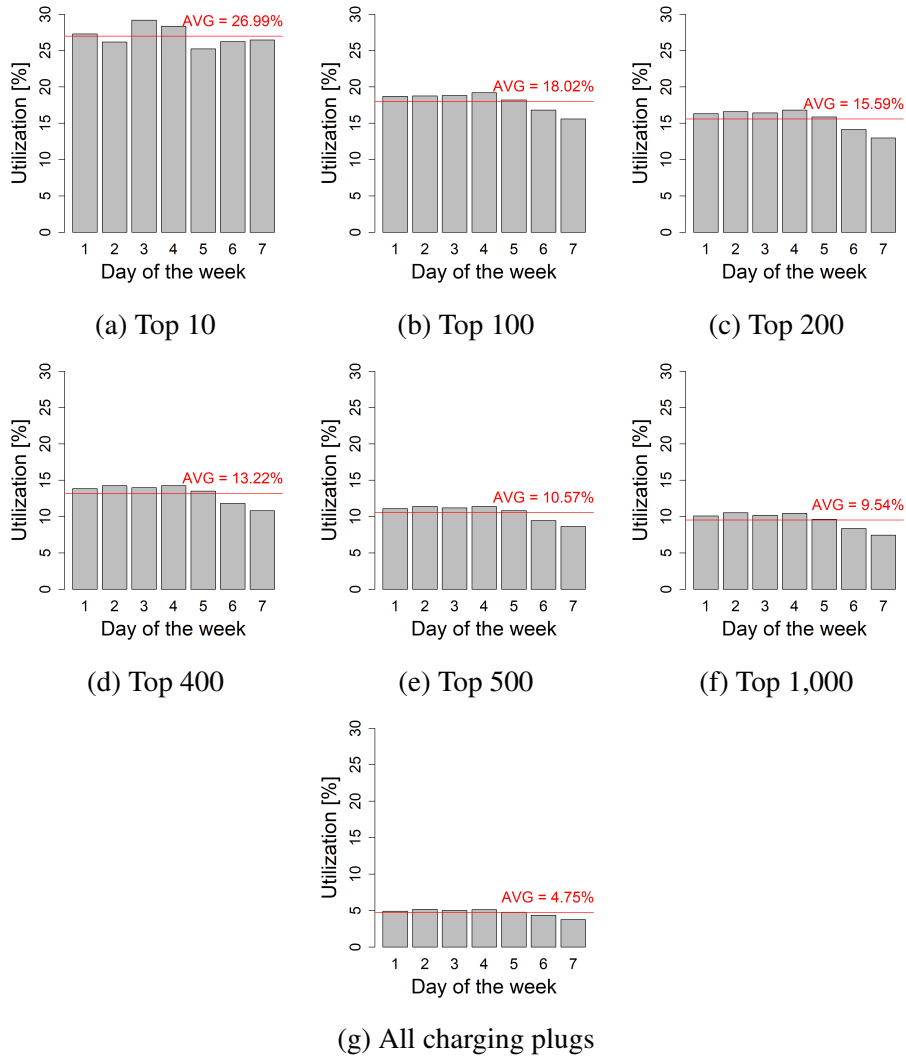 AVG = 26.99%
Utilization [%]
0 5 10 15 20 25 30
1 2 3 4 5 6 7
Day of the week
(a) Top 10
AVG = 18.02%
Utilization [%]
0 5 10 15 20 25 30
1 2 3 4 5 6 7
Day of the week
(b) Top 100
AVG = 15.59%
Utilization [%]
0 5 10 15 20 25 30
1 2 3 4 5 6 7
Day of the week
(c) Top 200
AVG = 13.22%
Utilization [%]
0 5 10 15 20 25 30
1 2 3 4 5 6 7
Day of the week
(d) Top 400
AVG = 10.57%
Utilization [%]
0 5 10 15 20 25 30
1 2 3 4 5 6 7
Day of the week
(e) Top 500
AVG = 9.54%
Utilization [%]
0 5 10 15 20 25 30
1 2 3 4 5 6 7
Day of the week
(f) Top 1,000
AVG = 4.75%
Utilization [%]
0 5 10 15 20 25 30
1 2 3 4 5 6 7
Day of the week
(g) All charging plugs